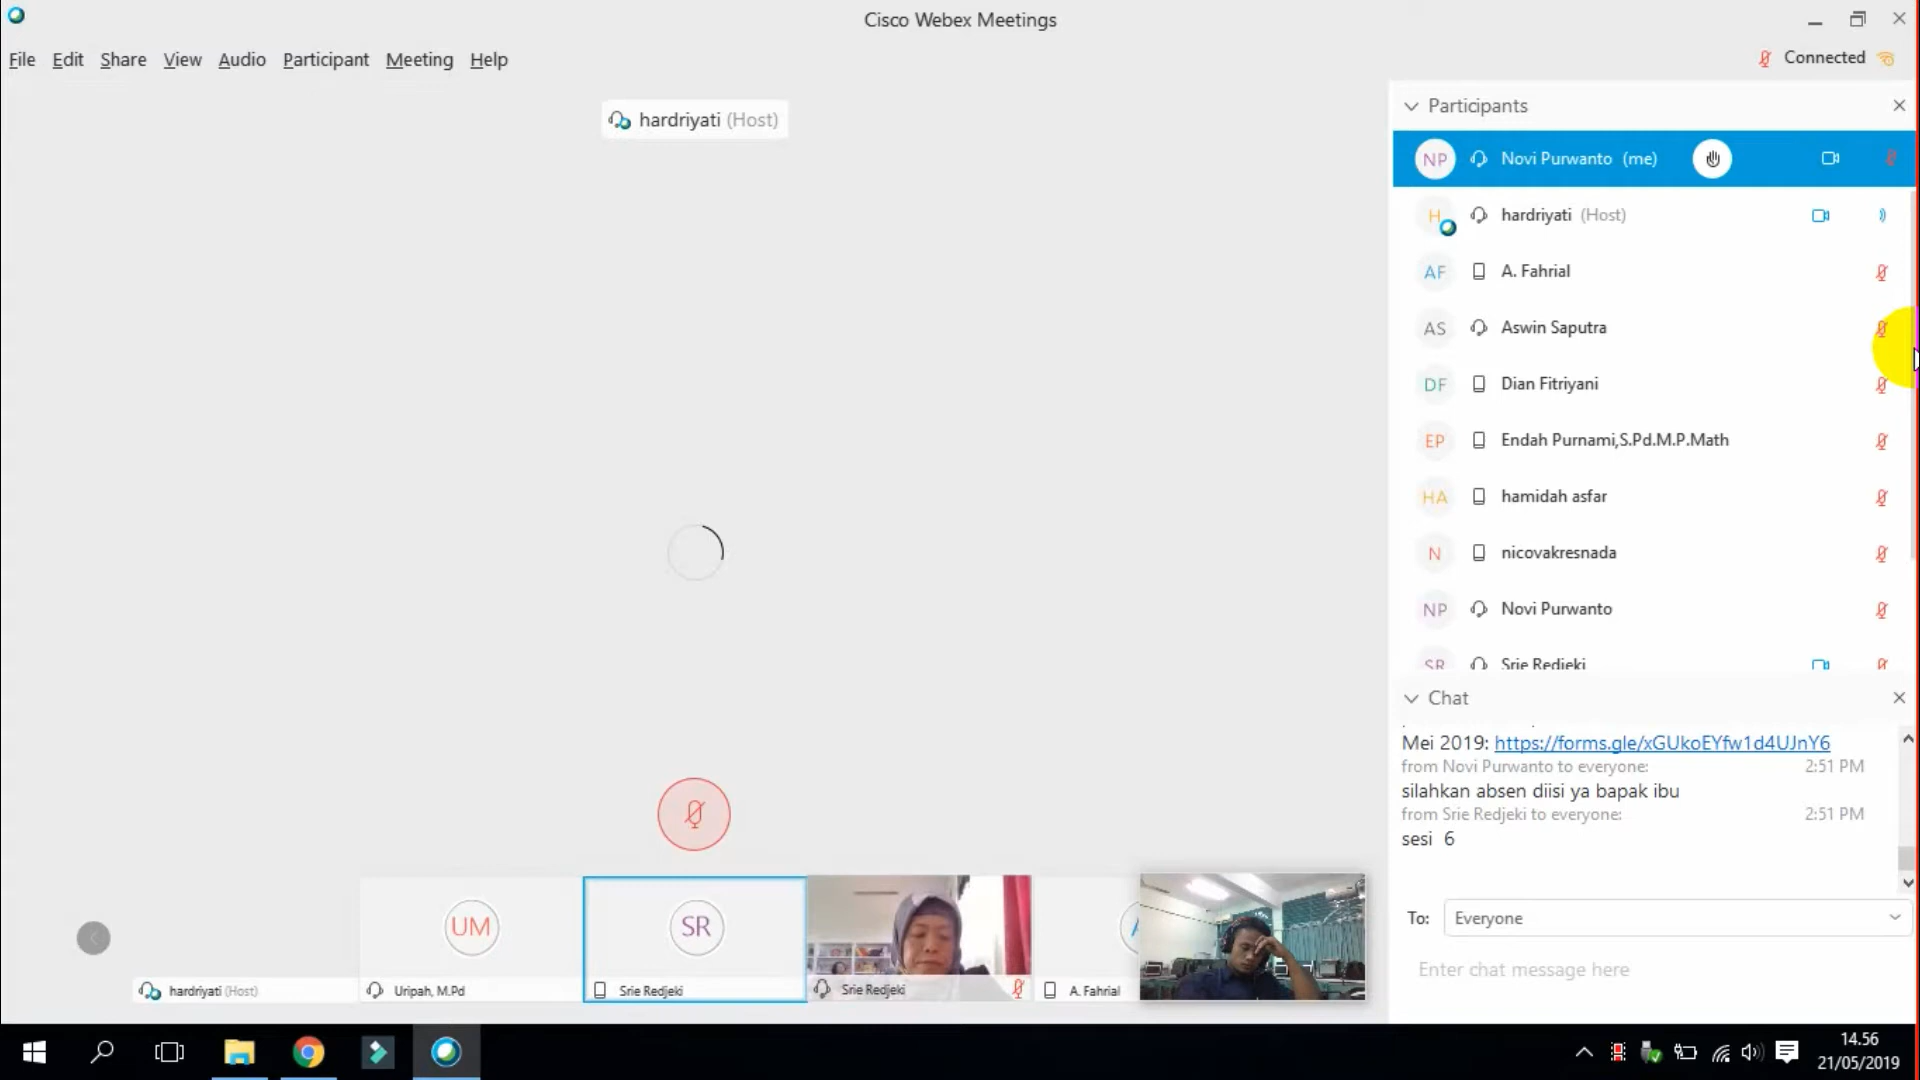 Cisco Webex Meetings
File Edit Share View Audio Participant Meeting Help
Connected
hardriyati (Host)
Participants
NP Novi Purwanto (me)
H hardriyati (Host)
AF A. Fahrial
AS Aswin Saputra
DF Dian Fitriyani
EP Endah Purnami,S.Pd.M.P.Math
HA hamidah asfar
N nicovakresnada
NP Novi Purwanto
SR Srie Redjeki
Chat
Mei 2019: https://forms.gle/xGUkoEYfw1d4UJnY6
from Novi Purwanto to everyone: 2:51 PM
silahkan absen diisi ya bapak ibu
from Srie Redjeki to everyone: 2:51 PM
sesi 6
To: Everyone
Enter chat message here
UM
SR
hardriyati (Host)
Uripah, M.Pd
Srie Redjeki
Srie Redjeki
A. Fahrial
14.56
21/05/2019